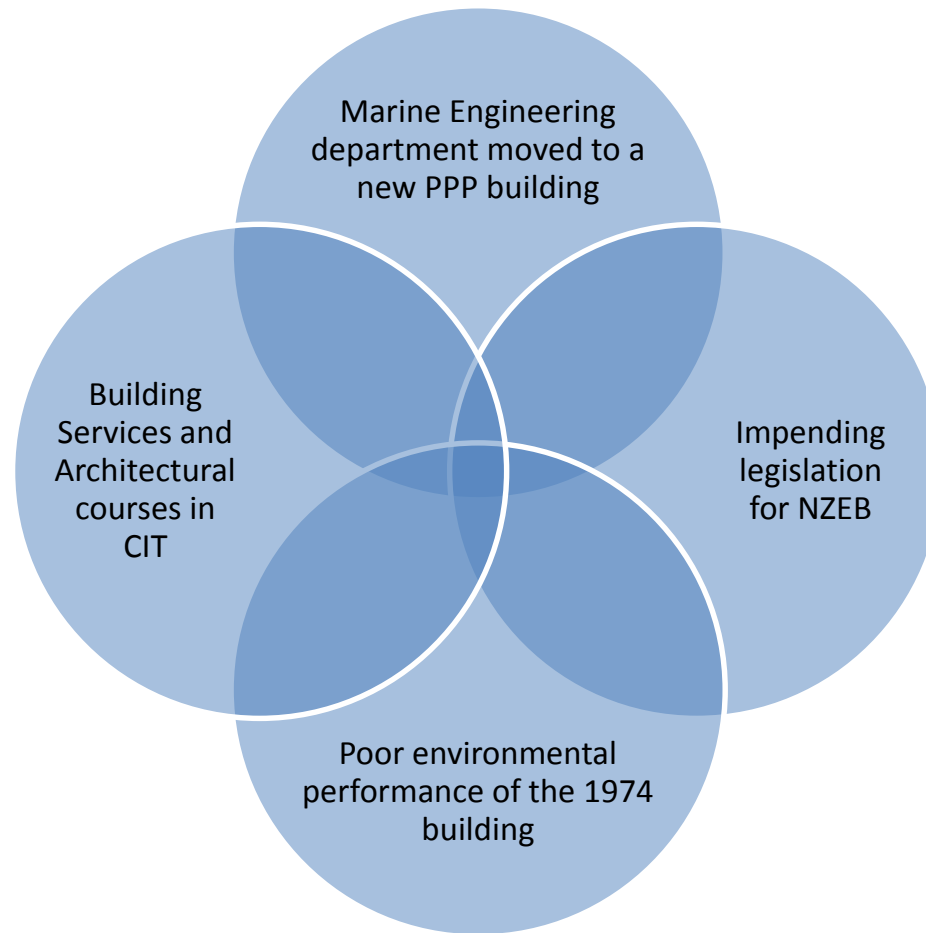 Marine Engineering
department moved to a
new PPP building
Building
Services and
Architectural
courses in
CIT
Impending
legislation
for NZEB
Poor environmental
performance of the 1974
building